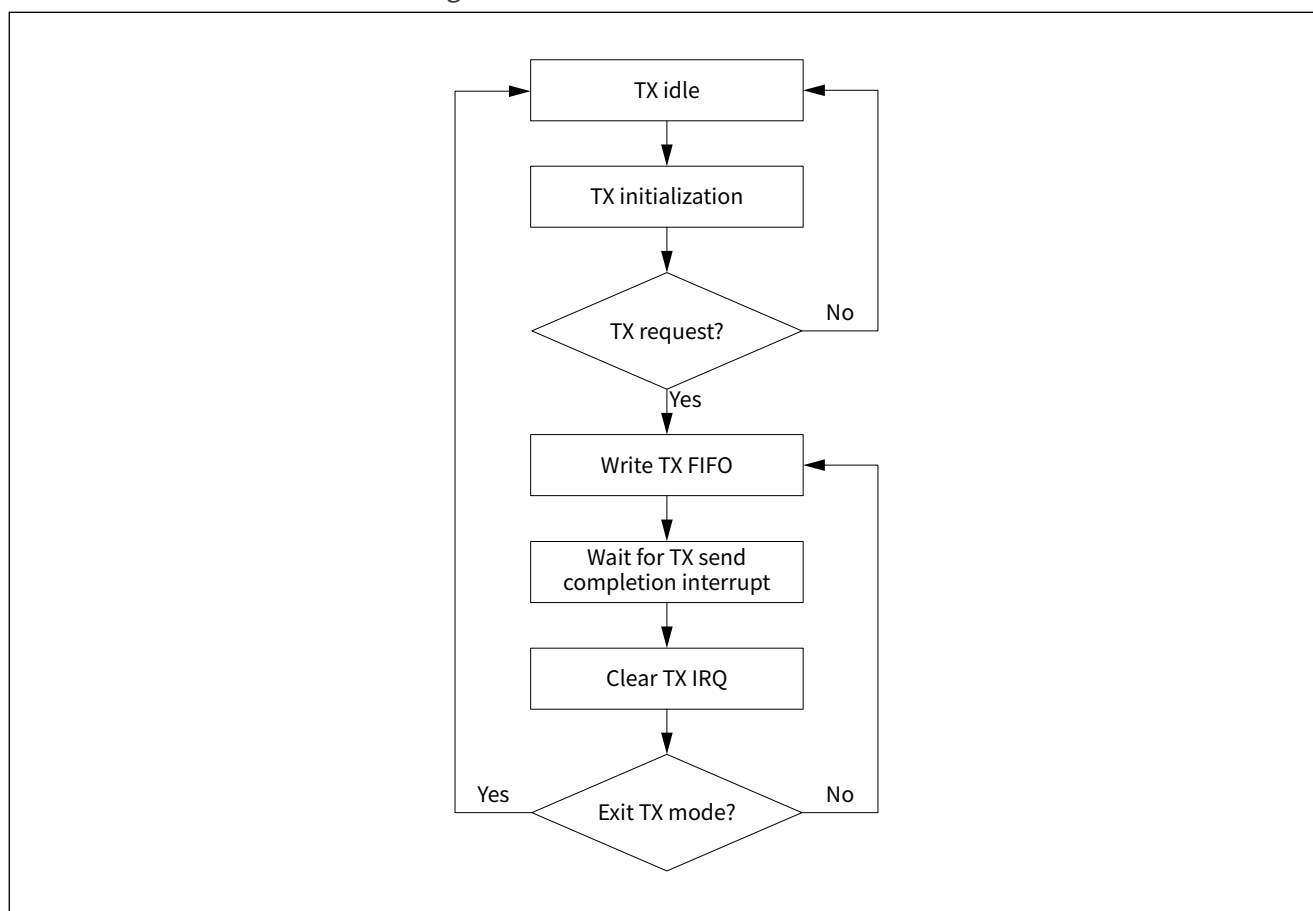 TX idle
TX initialization
TX request?
No
Yes
Write TX FIFO
Wait for TX send
completion interrupt
Clear TX IRQ
Exit TX mode?
Yes
No